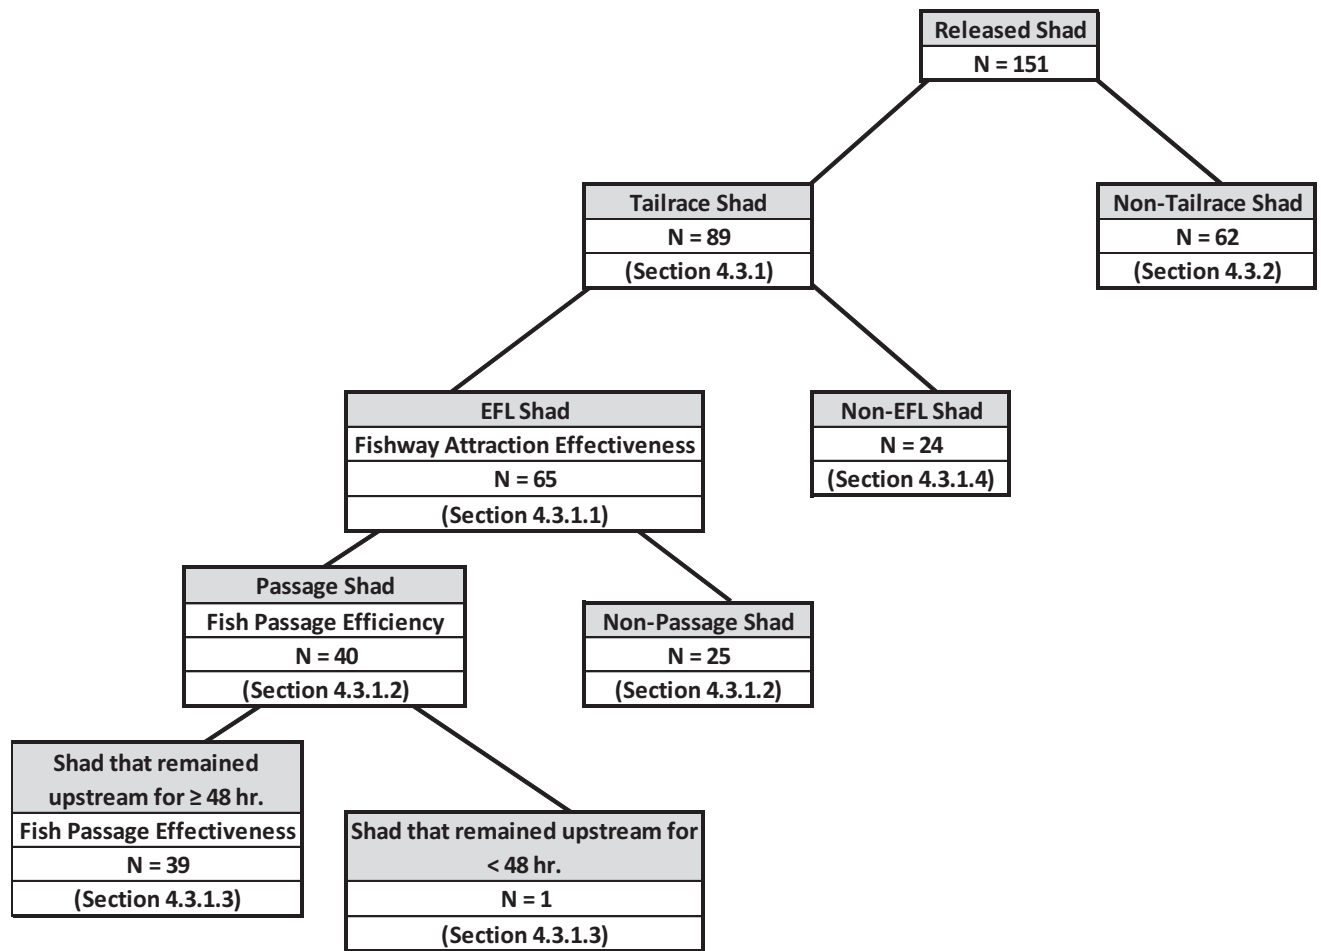 Released Shad
N = 151
Tailrace Shad
N = 89
(Section 4.3.1)
Non-Tailrace Shad
N = 62
(Section 4.3.2)
EFL Shad
Fishway Attraction Effectiveness
N = 65
(Section 4.3.1.1)
Non-EFL Shad
N = 24
(Section 4.3.1.4)
Passage Shad
Fish Passage Efficiency
N = 40
(Section 4.3.1.2)
Non-Passage Shad
N = 25
(Section 4.3.1.2)
Shad that remained
upstream for ≥ 48 hr.
Fish Passage Effectiveness
N = 39
(Section 4.3.1.3)
Shad that remained upstream for
< 48 hr.
N = 1
(Section 4.3.1.3)